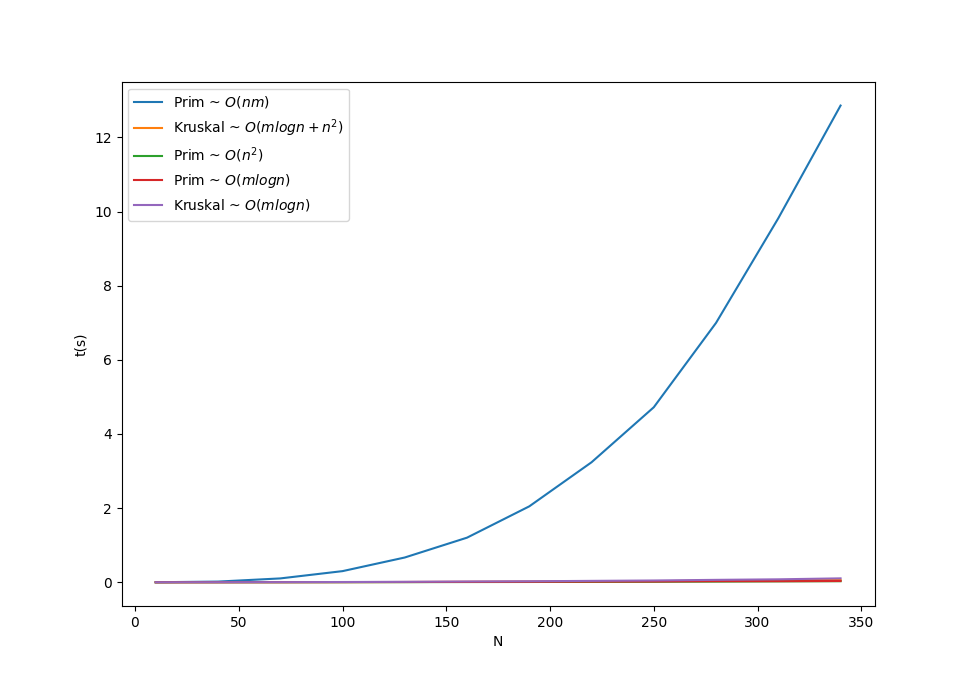 Prim ~ O(nm)
Kruskal ~ O(mlogn + n²)
Prim ~ O(n²)
Prim ~ O(mlogn)
Kruskal ~ O(mlogn)
12
10
8
6
4
2
0
t(s)
0 50 100 150 200 250 300 350
N